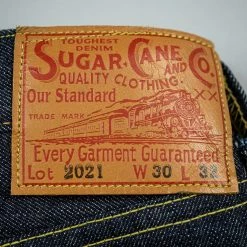 TOUGHEST
DENIM
SUGAR CANE AND CO.
QUALITY CLOTHING.
Our Standard XX
TRADE MARK
Every Garment Guaranteed
Lot 2021 W 30 L 32